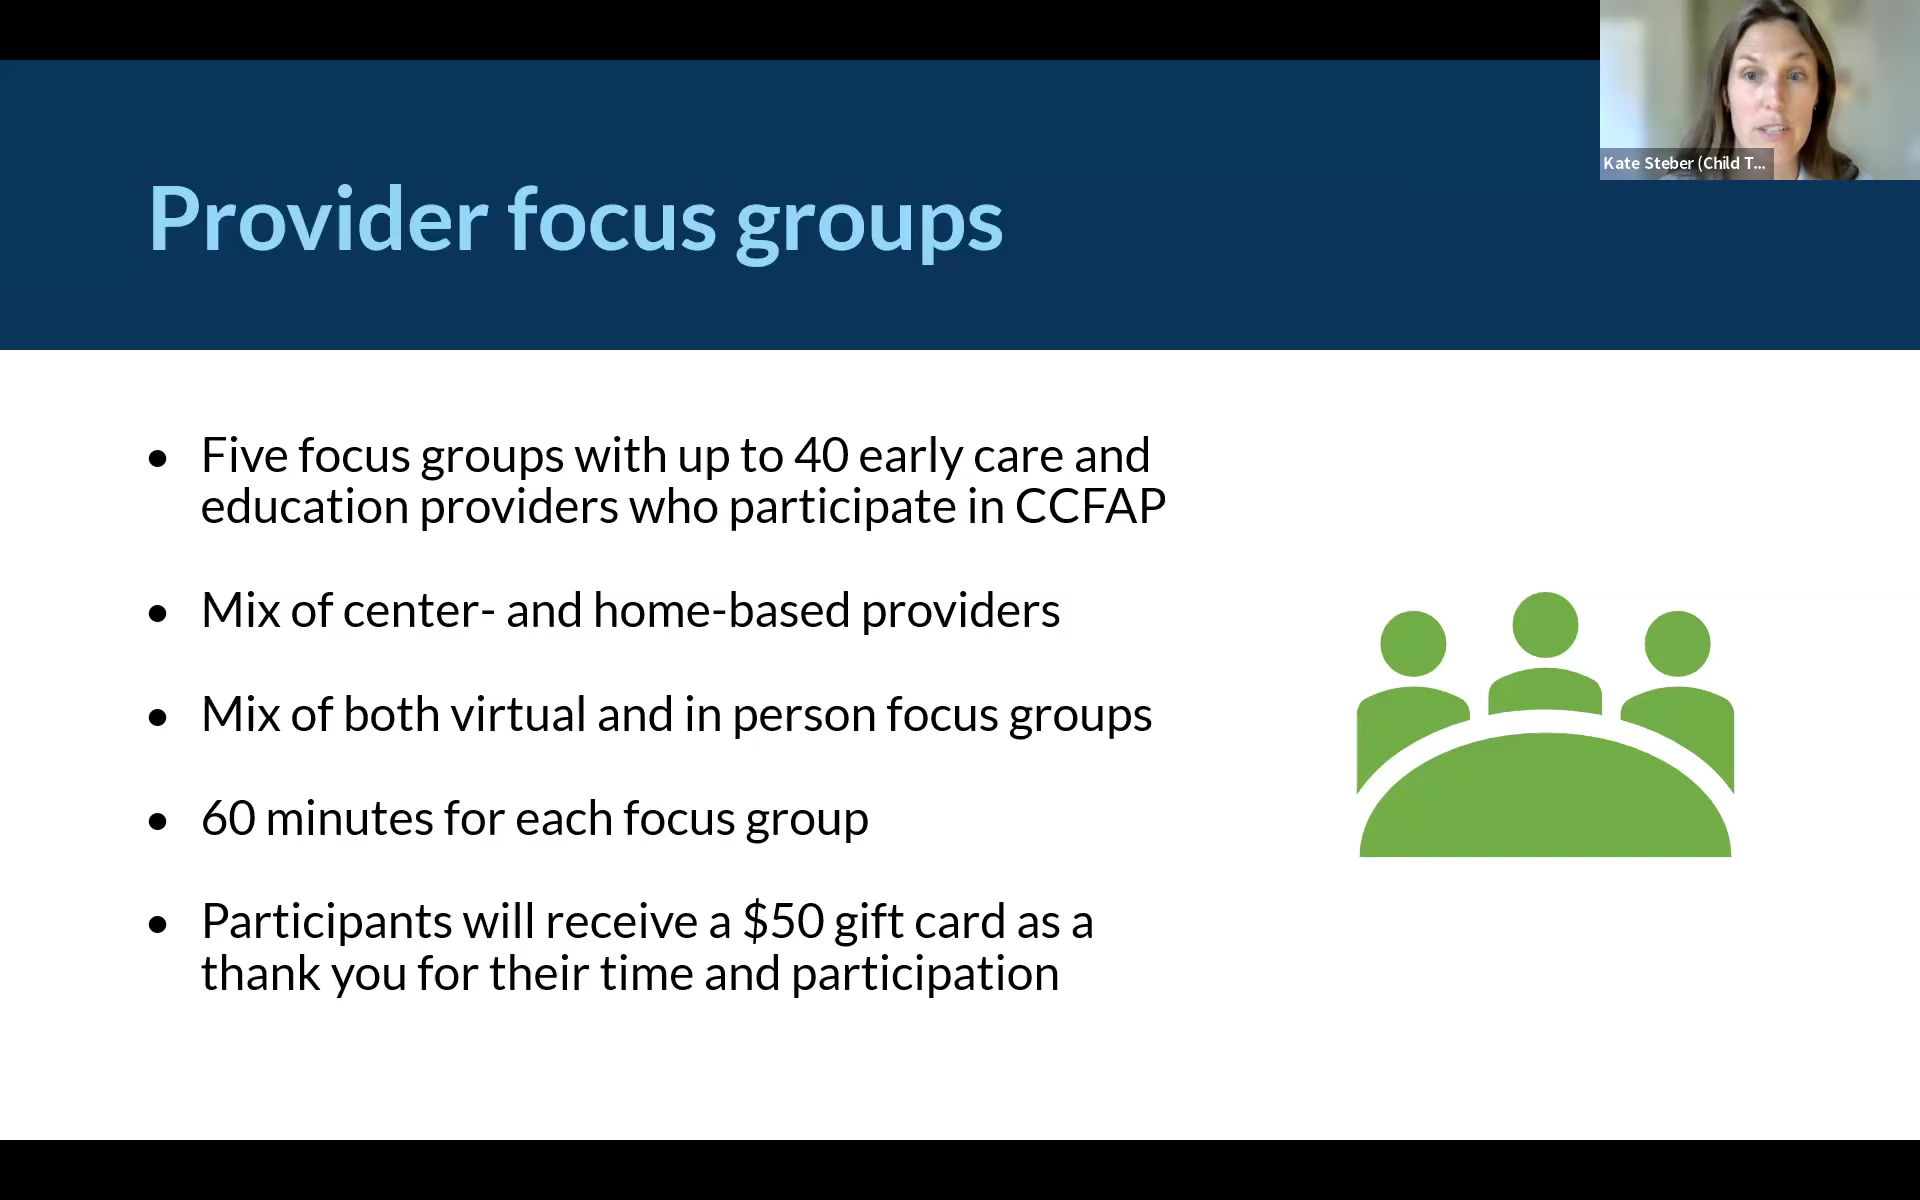 Kate Steber (Child T...
Provider focus groups
• Five focus groups with up to 40 early care and
education providers who participate in CCFAP
• Mix of center- and home-based providers
• Mix of both virtual and in person focus groups
• 60 minutes for each focus group
• Participants will receive a $50 gift card as a
thank you for their time and participation